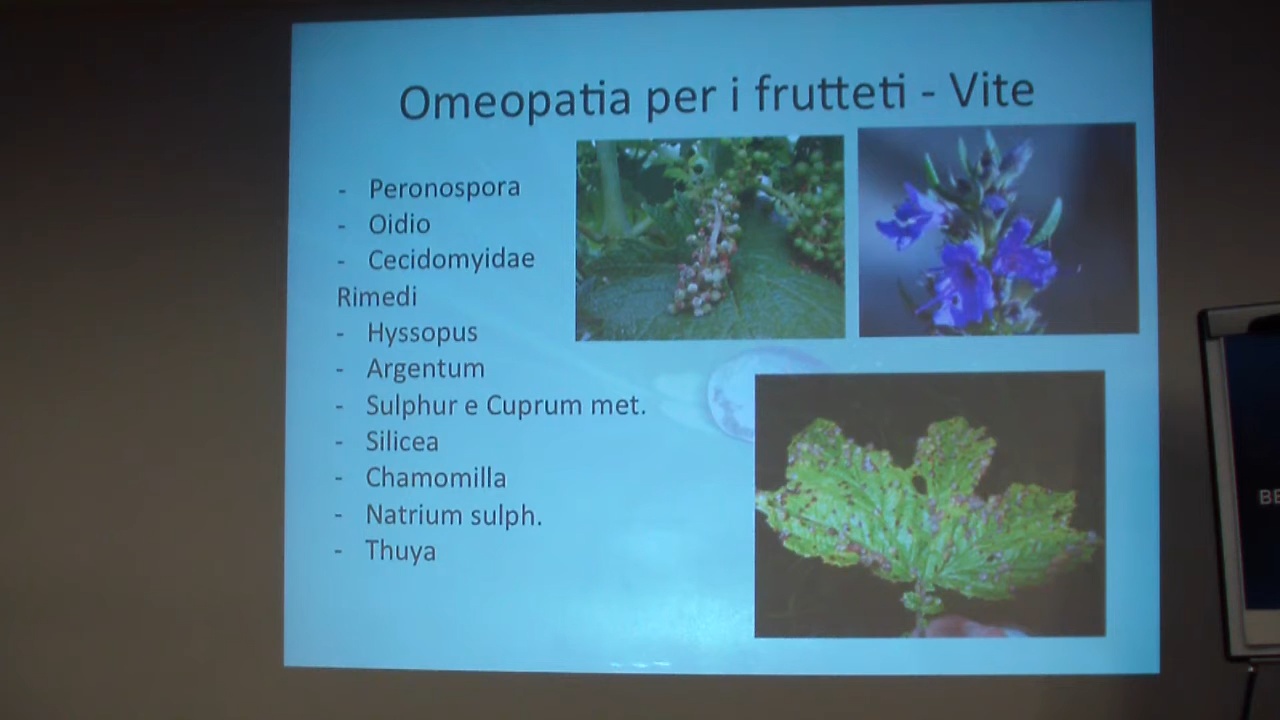 Omeopatia per i frutteti - Vite
- Peronospora
- Oidio
- Cecidomyidae
Rimedi
- Hyssopus
- Argentum
- Sulphur e Cuprum met.
- Silicea
- Chamomilla
- Natrium sulph.
- Thuya